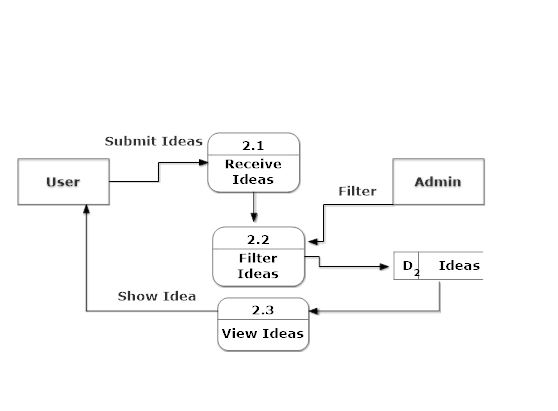 Submit Ideas
2.1
Receive
Ideas
User
Filter
Admin
2.2
Filter
Ideas
D2
Ideas
Show Idea
2.3
View Ideas